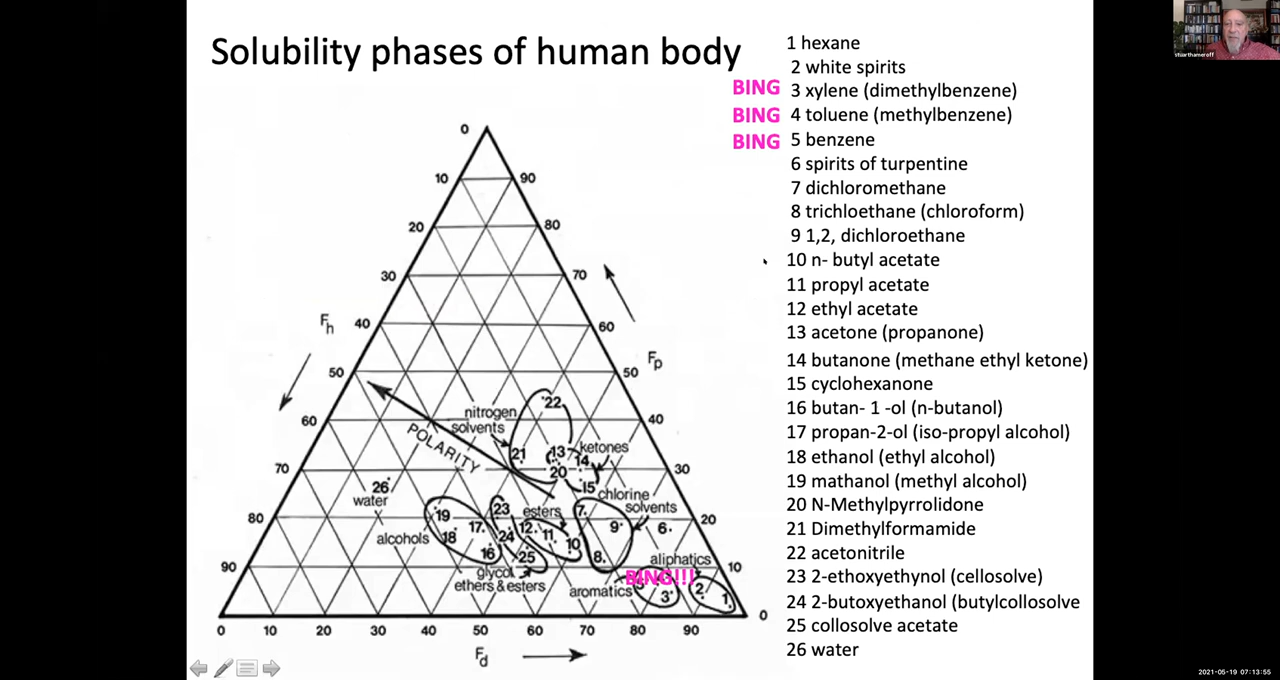 Solubility phases of human body
1 hexane
2 white spirits
BING 3 xylene (dimethylbenzene)
BING 4 toluene (methylbenzene)
BING 5 benzene
6 spirits of turpentine
7 dichloromethane
8 trichloethane (chloroform)
9 1,2, dichloroethane
10 n- butyl acetate
11 propyl acetate
12 ethyl acetate
13 acetone (propanone)
14 butanone (methane ethyl ketone)
15 cyclohexanone
16 butan- 1 -ol (n-butanol)
17 propan-2-ol (iso-propyl alcohol)
18 ethanol (ethyl alcohol)
19 mathanol (methyl alcohol)
20 N-Methylpyrrolidone
21 Dimethylformamide
22 acetonitrile
23 2-ethoxyethynol (cellosolve)
24 2-butoxyethanol (butylcollosolve
25 collosolve acetate
26 water
0
10 90
20 80
30 70
Fh 40 60
50 50 Fp
60 40
70 30
80 20
90 10
0
0 10 20 30 40 50 60 70 80 90
Fd
POLARITY
nitrogen
solvents
22
21
13
14
ketones
20
15
chlorine
solvents
26
water
alcohols
19
18
17
16
23
24
25
esters
12
11
10
glycol
ethers & esters
7
9
8
6
aliphatics
BING!!!
aromatics
3
2
1
stuarthameroff
2021-05-19 07:13:55